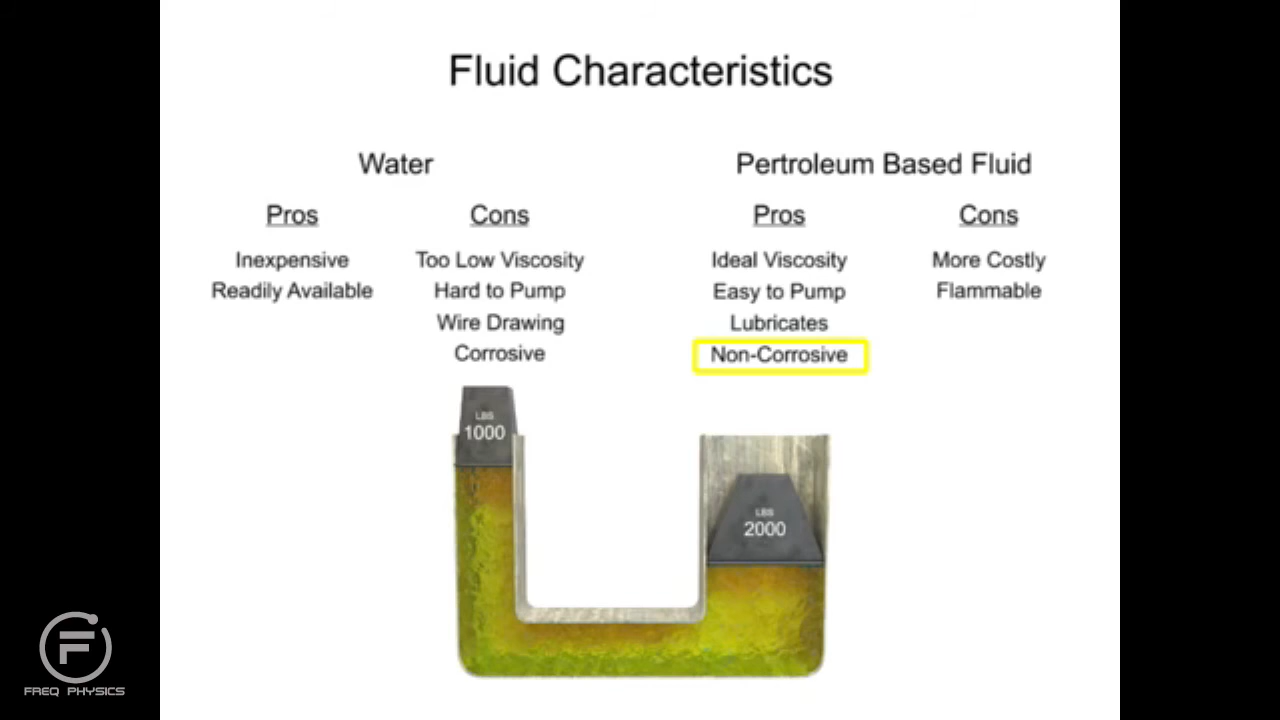 Fluid Characteristics
Water
Pros
Inexpensive
Readily Available
Cons
Too Low Viscosity
Hard to Pump
Wire Drawing
Corrosive
Pertroleum Based Fluid
Pros
Ideal Viscosity
Easy to Pump
Lubricates
Non-Corrosive
Cons
More Costly
Flammable
LBS
1000
LBS
2000
FREQ PHYSICS